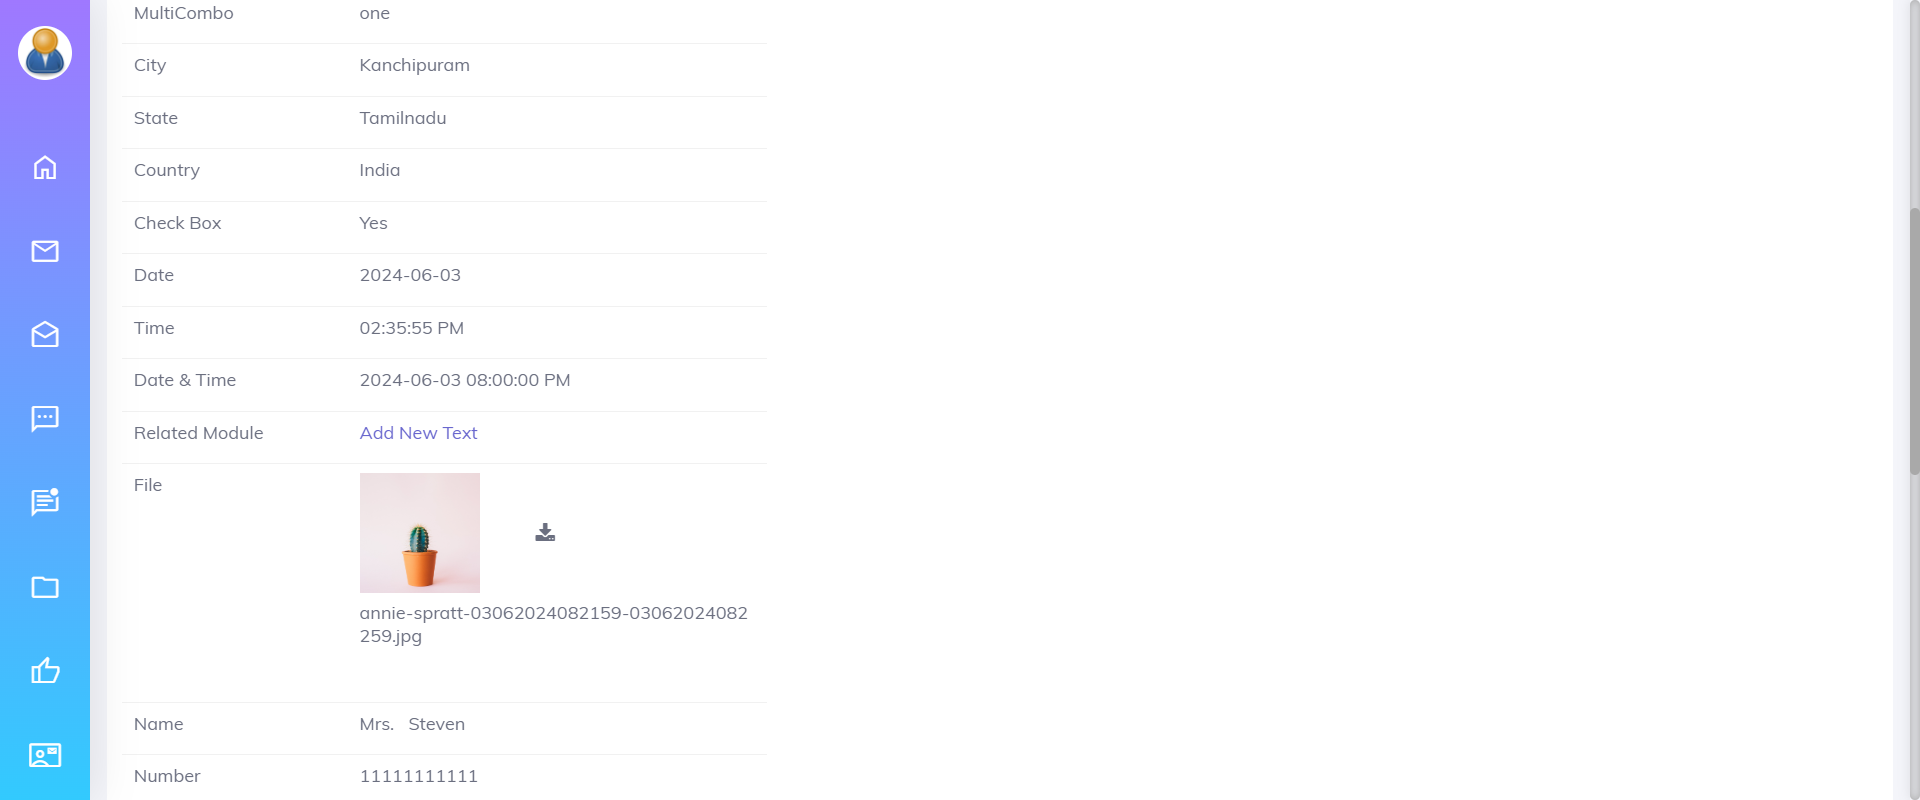 MultiCombo one
City Kanchipuram
State Tamilnadu
Country India
Check Box Yes
Date 2024-06-03
Time 02:35:55 PM
Date & Time 2024-06-03 08:00:00 PM
Related Module Add New Text
File
annie-spratt-03062024082159-03062024082
259.jpg
Name Mrs. Steven
Number 11111111111